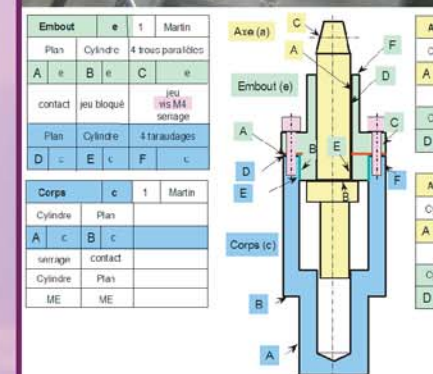 Embout e 1 Martin
Plan Cylindre 4 trous parallèles
A e B e C e
contact jeu bloqué jeu
vis M4
serrage
Plan Cylindre 4 taraudages
D c E c F c
Corps c 1 Martin
Cylindre Plan
A c B c
serrage contact
Cylindre Plan
ME ME
Axe (a)
C
A
F
D
Embout (e)
A
C
E
B
D
F
E
B
Corps (c)
B
A
A
A
D